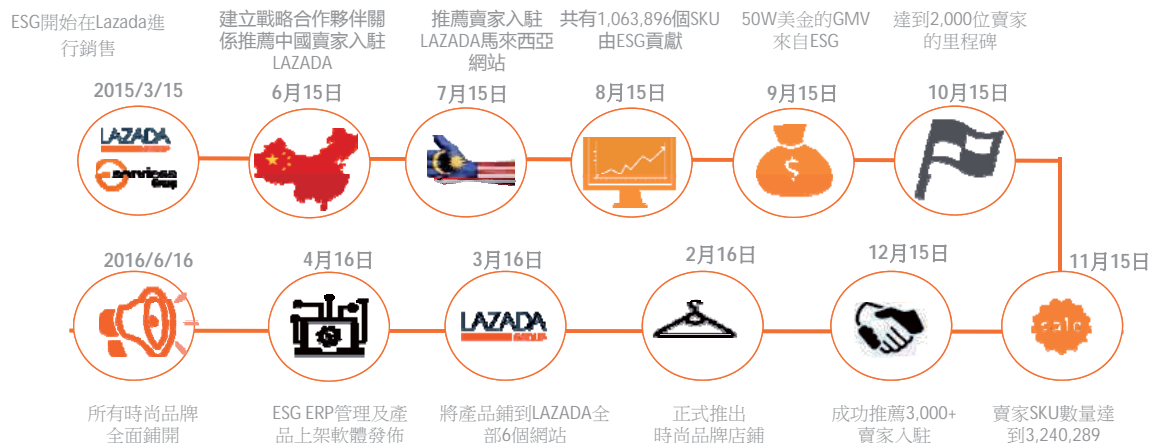 ESG開始在Lazada進
行銷售
建立戰略合作夥伴關
係推薦中國賣家入駐
LAZADA
推薦賣家入駐
LAZADA馬來西亞
網站
共有1,063,896個SKU
由ESG貢獻
50W美金的GMV
來自ESG
達到2,000位賣家
的里程碑
2015/3/15
6月15日
7月15日
8月15日
9月15日
10月15日
LAZADA
eservices
Group
$
2016/6/16
4月16日
3月16日
2月16日
12月15日
11月15日
LAZADA
GROUP
sale
所有時尚品牌
全面鋪開
ESG ERP管理及產
品上架軟體發佈
將產品鋪到LAZADA全
部6個網站
正式推出
時尚品牌店鋪
成功推薦3,000+
賣家入駐
賣家SKU數量達
到3,240,289